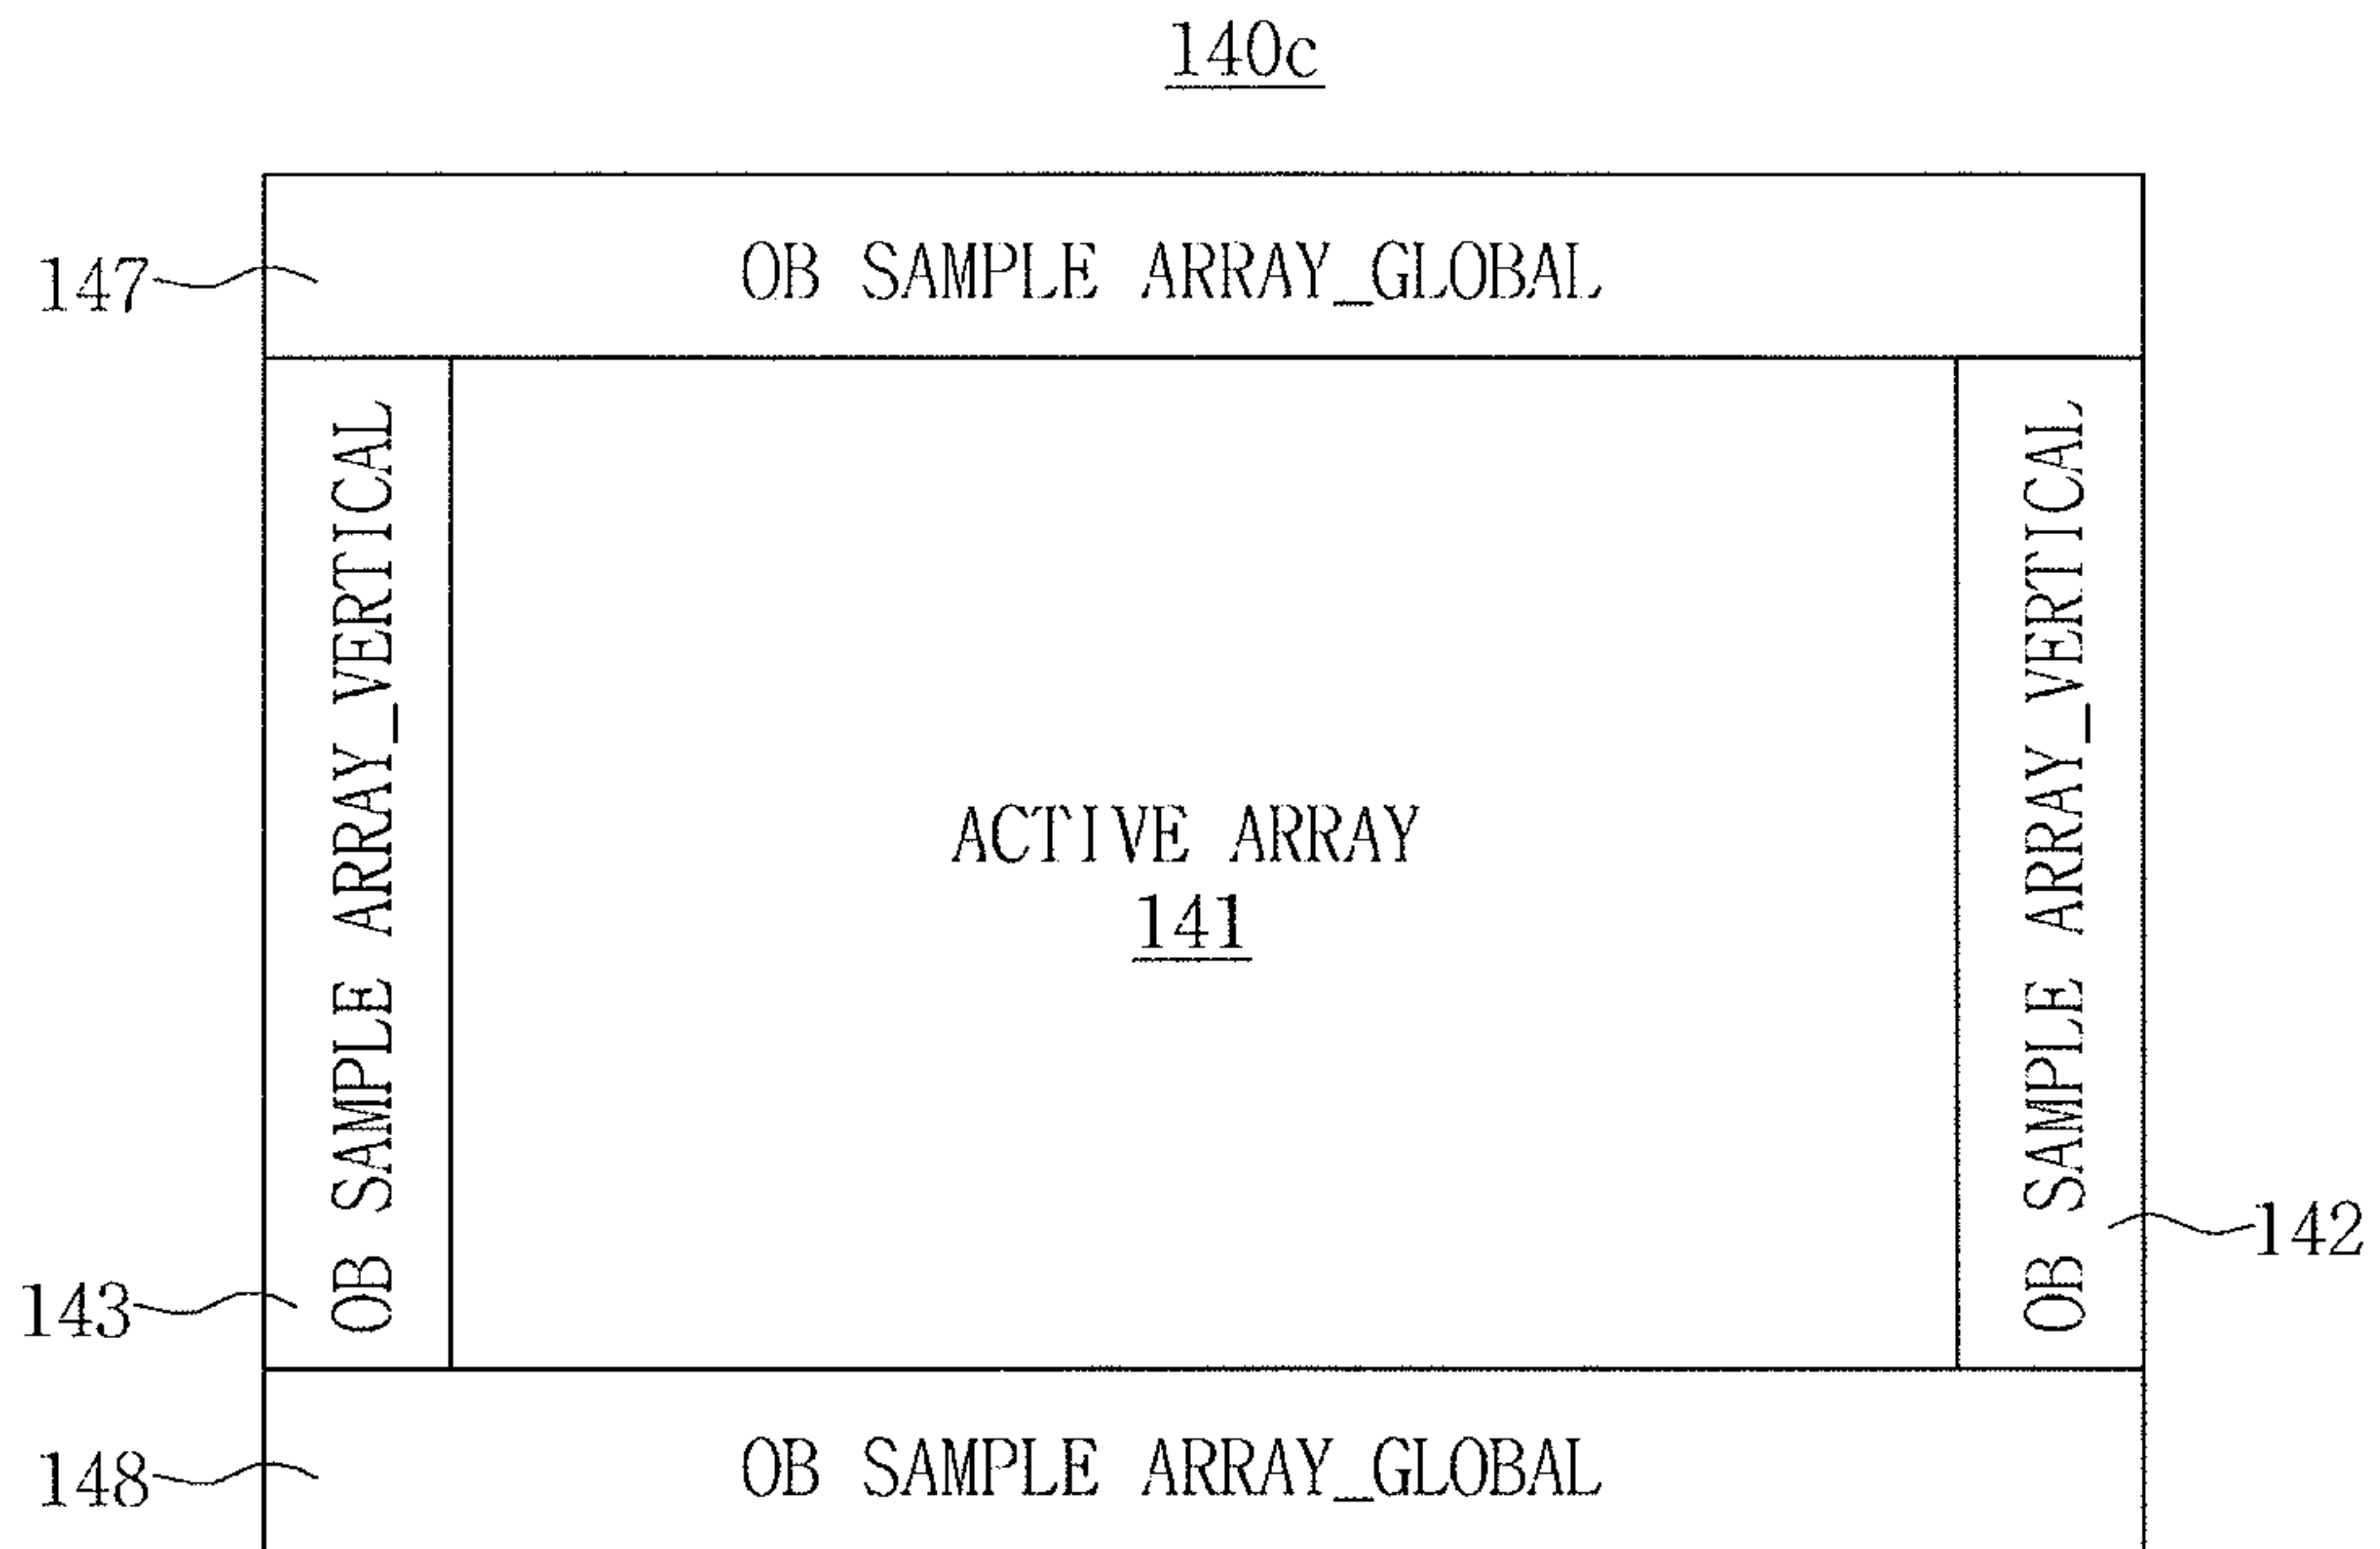 140c
147
OB SAMPLE ARRAY_GLOBAL
OB SAMPLE ARRAY_VERTICAL
OB SAMPLE ARRAY_VERTICAL
ACTIVE ARRAY
141
142
143
148
OB SAMPLE ARRAY_GLOBAL